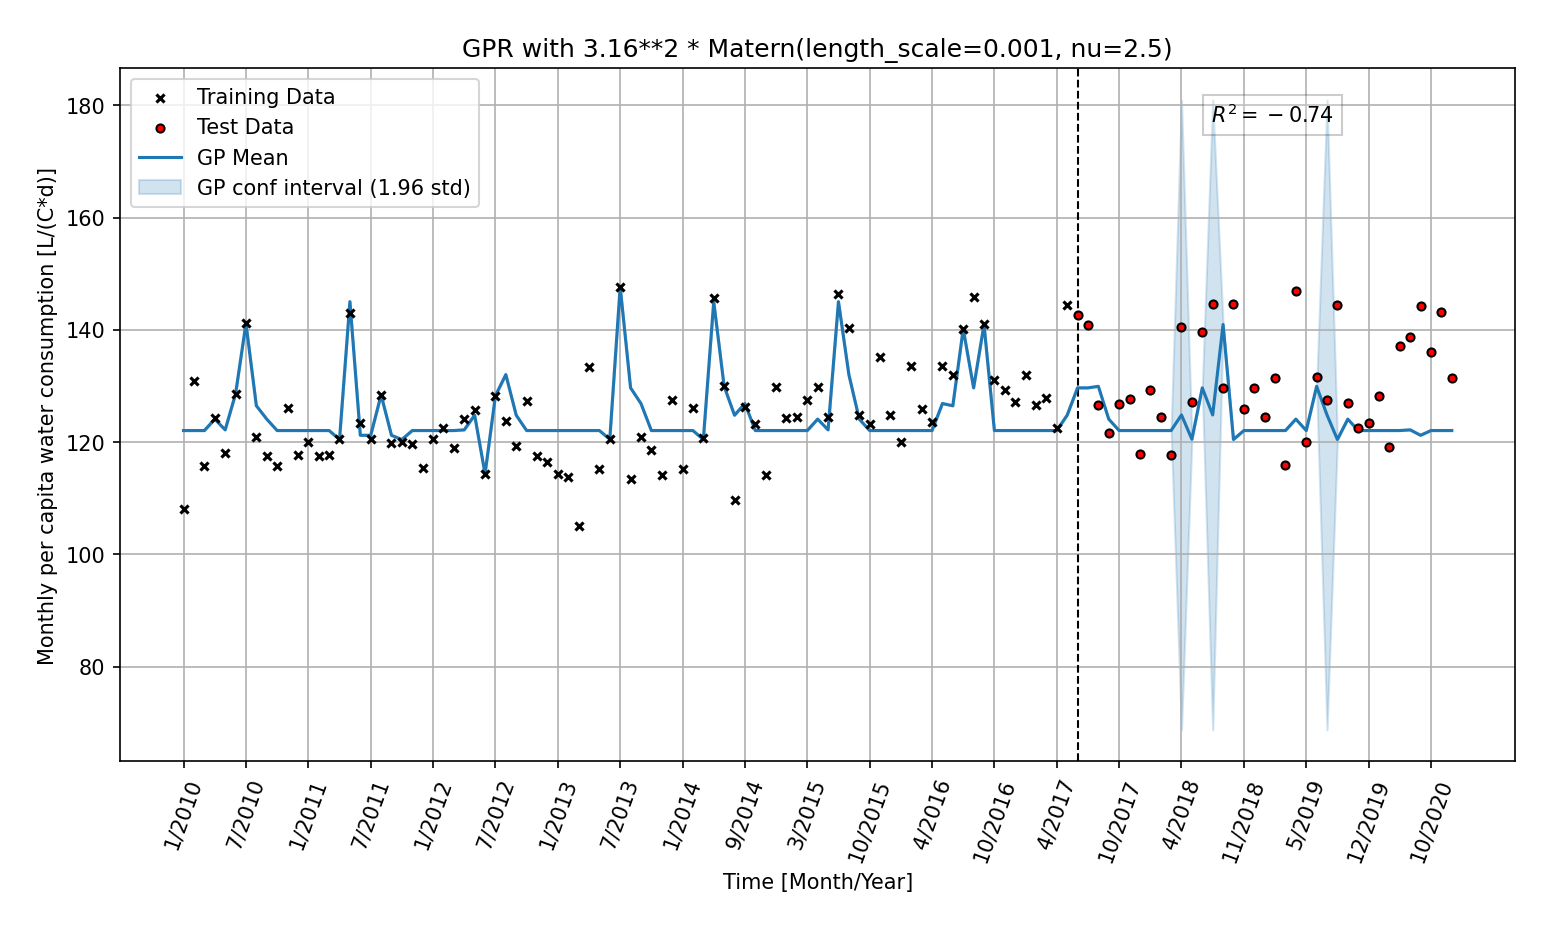 GPR with 3.16**2 * Matern(length_scale=0.001, nu=2.5)
Training Data
Test Data
GP Mean
GP conf interval (1.96 std)
R² = −0.74
Monthly per capita water consumption [L/(C*d)]
180
160
140
120
100
80
1/2010 7/2010 1/2011 7/2011 1/2012 7/2012 1/2013 7/2013 1/2014 9/2014 3/2015 10/2015 4/2016 10/2016 4/2017 10/2017 4/2018 11/2018 5/2019 12/2019 10/2020
Time [Month/Year]